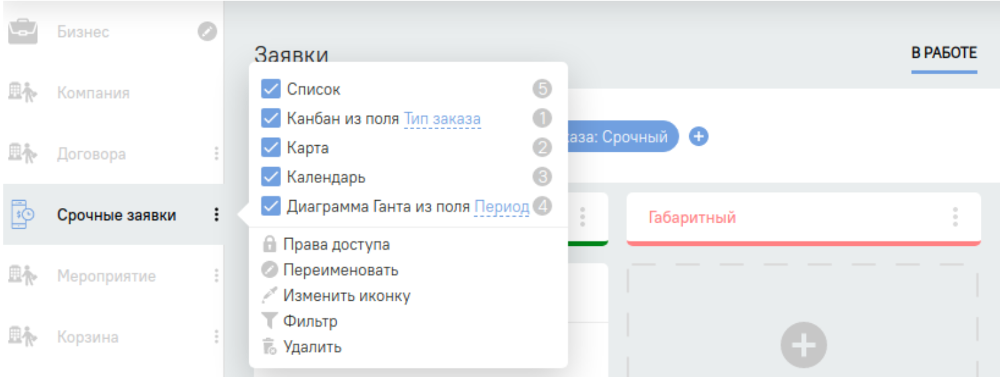 Бизнес
Компания
Договора
Срочные заявки
Мероприятие
Корзина
Заявки
В РАБОТЕ
Список 5
Канбан из поля Тип заказа 1
Карта 2
Календарь 3
Диаграмма Ганта из поля Период 4
Права доступа
Переименовать
Изменить иконку
Фильтр
Удалить
аза: Срочный
Габаритный